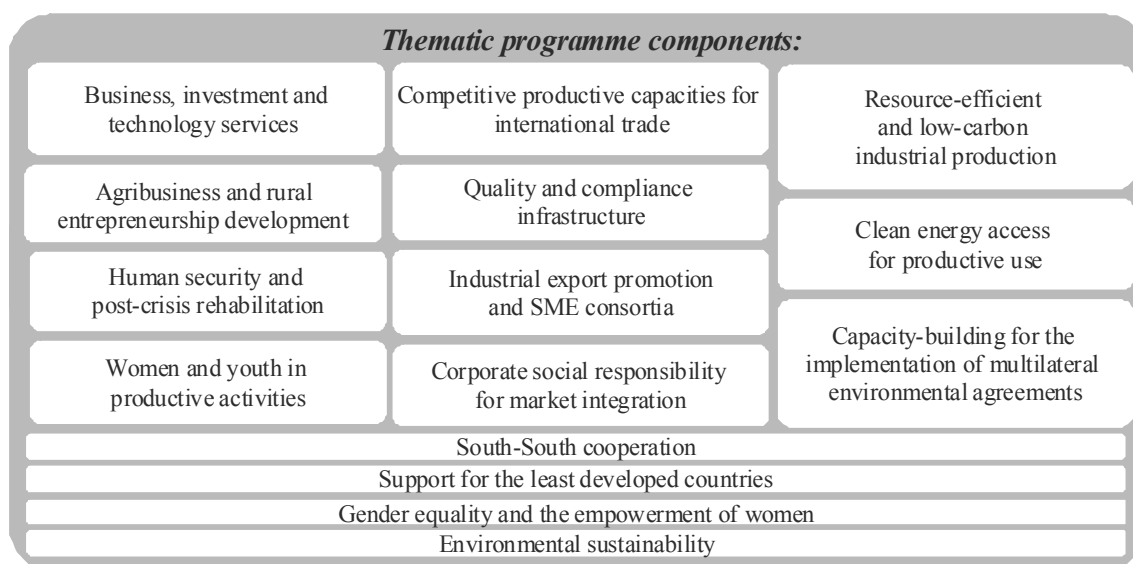 Thematic programme components:
Business, investment and
technology services
Agribusiness and rural
entrepreneurship development
Human security and
post-crisis rehabilitation
Women and youth in
productive activities
Competitive productive capacities for
international trade
Quality and compliance
infrastructure
Industrial export promotion
and SME consortia
Corporate social responsibility
for market integration
Resource-efficient
and low-carbon
industrial production
Clean energy access
for productive use
Capacity-building for the
implementation of multilateral
environmental agreements
South-South cooperation
Support for the least developed countries
Gender equality and the empowerment of women
Environmental sustainability